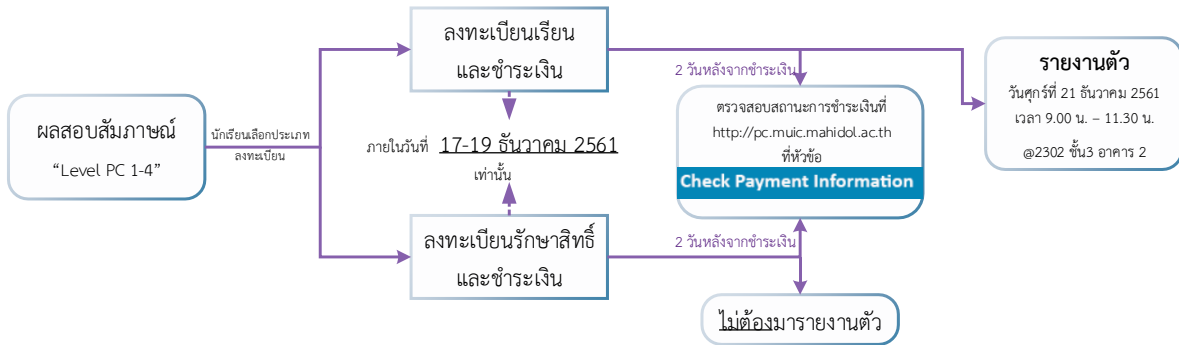 ผลสอบสัมภาษณ์
“Level PC 1-4”
นักเรียนเลือกประเภท
ลงทะเบียน
ลงทะเบียนเรียน
และชำระเงิน
ภายในวันที่ 17-19 ธันวาคม 2561
เท่านั้น
ลงทะเบียนรักษาสิทธิ์
และชำระเงิน
2 วันหลังจากชำระเงิน
ตรวจสอบสถานะการชำระเงินที่
http://pc.muic.mahidol.ac.th
ที่หัวข้อ
Check Payment Information
2 วันหลังจากชำระเงิน
ไม่ต้องมารายงานตัว
รายงานตัว
วันศุกร์ที่ 21 ธันวาคม 2561
เวลา 9.00 น. – 11.30 น.
@2302 ชั้น3 อาคาร 2